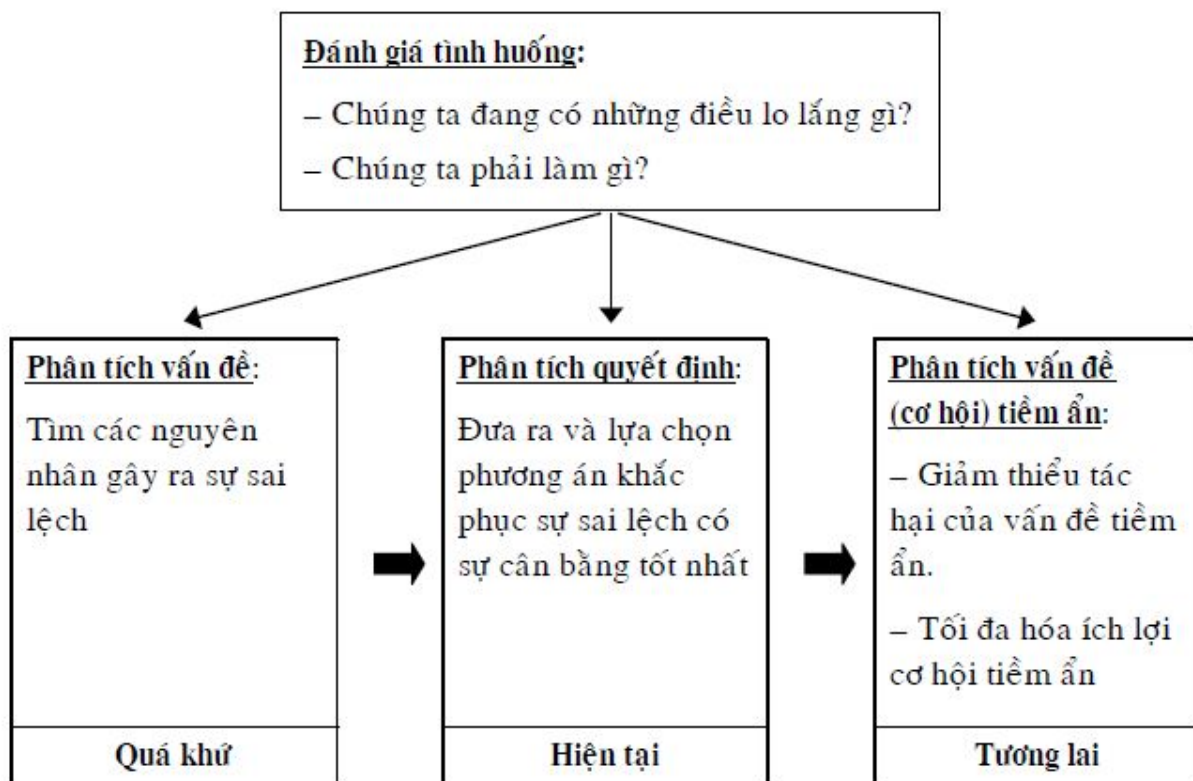 Đánh giá tình huống:
– Chúng ta đang có những điều lo lắng gì?
– Chúng ta phải làm gì?
Phân tích vấn đề:
Tìm các nguyên
nhân gây ra sự sai
lệch
Quá khứ
Phân tích quyết định:
Đưa ra và lựa chọn
phương án khắc
phục sự sai lệch có
sự cân bằng tốt nhất
Hiện tại
Phân tích vấn đề
(cơ hội) tiềm ẩn:
– Giảm thiểu tác
hại của vấn đề tiềm
ẩn.
– Tối đa hóa ích lợi
cơ hội tiềm ẩn
Tương lai